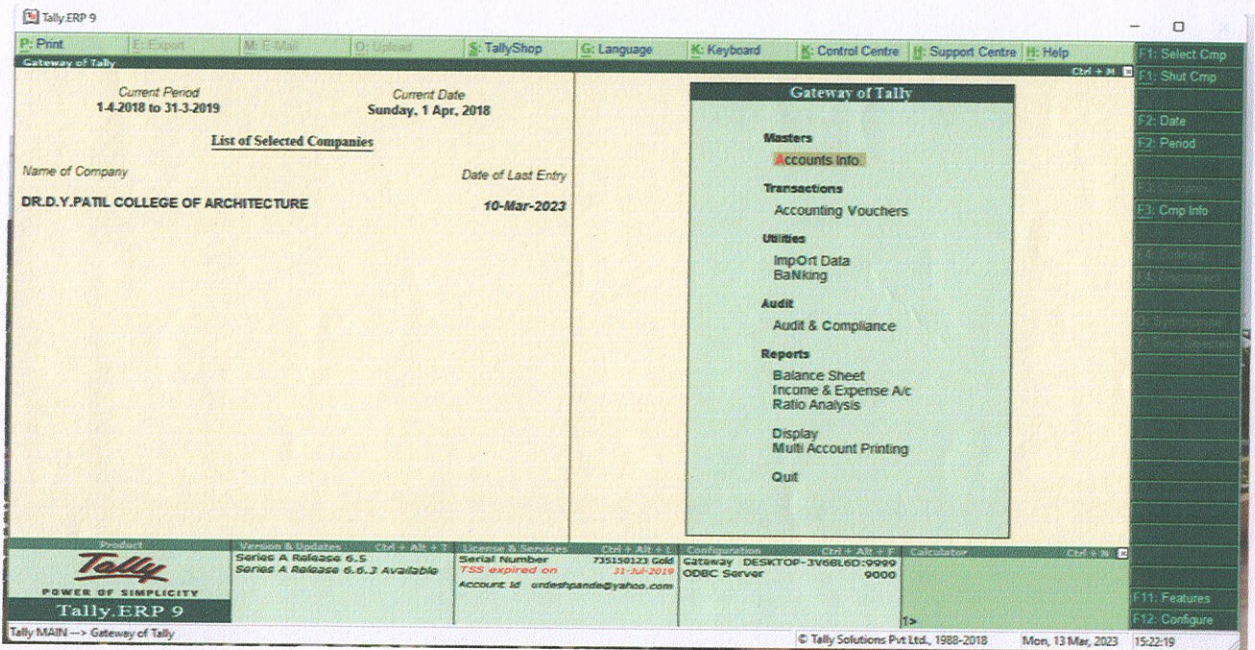 Tally.ERP 9
P: Print E: Export M: E-Mail O: Upload S: TallyShop G: Language K: Keyboard K: Control Centre H: Support Centre H: Help
Gateway of Tally
Ctrl + M
Current Period
1-4-2018 to 31-3-2019
Current Date
Sunday, 1 Apr, 2018
List of Selected Companies
Name of Company
Date of Last Entry
DR.D.Y.PATIL COLLEGE OF ARCHITECTURE
10-Mar-2023
Gateway of Tally
Masters
Accounts Info.
Transactions
Accounting Vouchers
Utilities
ImpOrt Data
BaNking
Audit
Audit & Compliance
Reports
Balance Sheet
Income & Expense A/c
Ratio Analysis
Display
Multi Account Printing
Quit
F1: Select Cmp
F1: Shut Cmp
F2: Date
F2: Period
F3: Company
F3: Cmp Info
F4: Connect
F4: Disconnect
Product
Tally
POWER OF SIMPLICITY
Tally.ERP 9
Version & Updates Ctrl + Alt + T
Series A Release 6.5
Series A Release 6.6.3 Available
License & Services Ctrl + Alt + L
Serial Number 735150123 Gold
TSS expired on 31-Jul-2019
Account Id urdeshpande@yahoo.com
Configuration Ctrl + Alt + F
Gateway DESKTOP-3V6BL6D:9999
ODBC Server 9000
Calculator Ctrl + N
1>
F11: Features
F12: Configure
Tally MAIN --> Gateway of Tally
© Tally Solutions Pvt Ltd., 1988-2018 Mon, 13 Mar, 2023 15:22:19